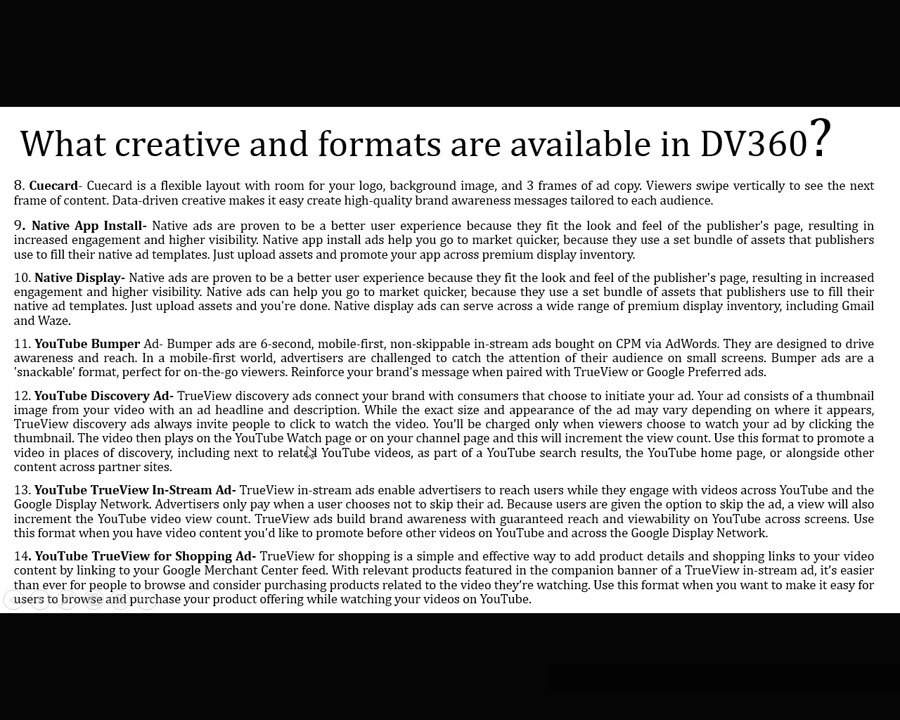 What creative and formats are available in DV360?
8. Cuecard- Cuecard is a flexible layout with room for your logo, background image, and 3 frames of ad copy. Viewers swipe vertically to see the next
frame of content. Data-driven creative makes it easy create high-quality brand awareness messages tailored to each audience.
9. Native App Install- Native ads are proven to be a better user experience because they fit the look and feel of the publisher's page, resulting in
increased engagement and higher visibility. Native app install ads help you go to market quicker, because they use a set bundle of assets that publishers
use to fill their native ad templates. Just upload assets and promote your app across premium display inventory.
10. Native Display- Native ads are proven to be a better user experience because they fit the look and feel of the publisher's page, resulting in increased
engagement and higher visibility. Native ads can help you go to market quicker, because they use a set bundle of assets that publishers use to fill their
native ad templates. Just upload assets and you're done. Native display ads can serve across a wide range of premium display inventory, including Gmail
and Waze.
11. YouTube Bumper Ad- Bumper ads are 6-second, mobile-first, non-skippable in-stream ads bought on CPM via AdWords. They are designed to drive
awareness and reach. In a mobile-first world, advertisers are challenged to catch the attention of their audience on small screens. Bumper ads are a
'snackable' format, perfect for on-the-go viewers. Reinforce your brand's message when paired with TrueView or Google Preferred ads.
12. YouTube Discovery Ad- TrueView discovery ads connect your brand with consumers that choose to initiate your ad. Your ad consists of a thumbnail
image from your video with an ad headline and description. While the exact size and appearance of the ad may vary depending on where it appears,
TrueView discovery ads always invite people to click to watch the video. You'll be charged only when viewers choose to watch your ad by clicking the
thumbnail. The video then plays on the YouTube Watch page or on your channel page and this will increment the view count. Use this format to promote a
video in places of discovery, including next to related YouTube videos, as part of a YouTube search results, the YouTube home page, or alongside other
content across partner sites.
13. YouTube TrueView In-Stream Ad- TrueView in-stream ads enable advertisers to reach users while they engage with videos across YouTube and the
Google Display Network. Advertisers only pay when a user chooses not to skip their ad. Because users are given the option to skip the ad, a view will also
increment the YouTube video view count. TrueView ads build brand awareness with guaranteed reach and viewability on YouTube across screens. Use
this format when you have video content you'd like to promote before other videos on YouTube and across the Google Display Network.
14. YouTube TrueView for Shopping Ad- TrueView for shopping is a simple and effective way to add product details and shopping links to your video
content by linking to your Google Merchant Center feed. With relevant products featured in the companion banner of a TrueView in-stream ad, it's easier
than ever for people to browse and consider purchasing products related to the video they're watching. Use this format when you want to make it easy for
users to browse and purchase your product offering while watching your videos on YouTube.